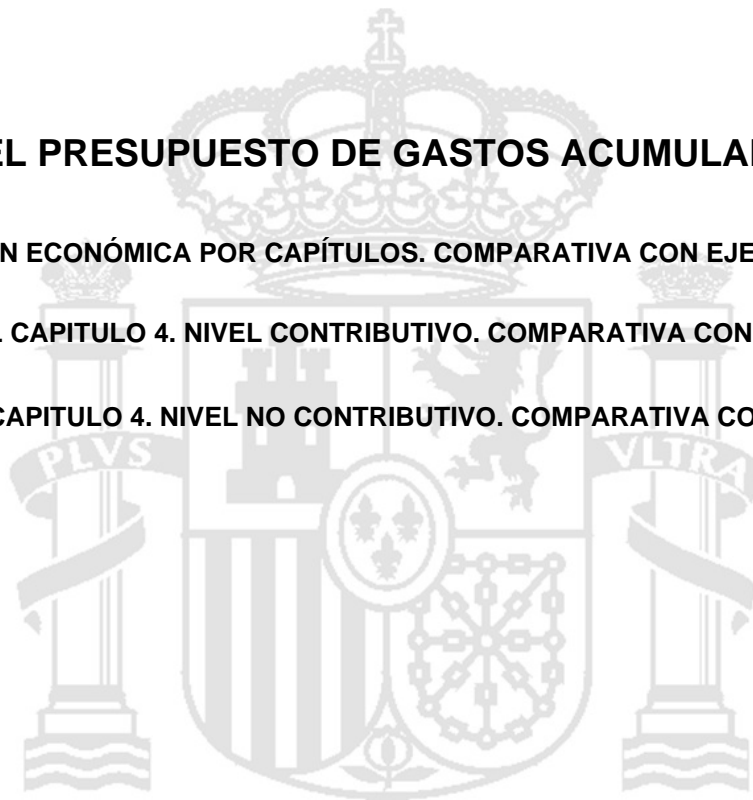 EL PRESUPUESTO DE GASTOS ACUMULA
N ECONÓMICA POR CAPÍTULOS. COMPARATIVA CON EJE
CAPITULO 4. NIVEL CONTRIBUTIVO. COMPARATIVA CON
CAPITULO 4. NIVEL NO CONTRIBUTIVO. COMPARATIVA CO
PLVS VLTRA